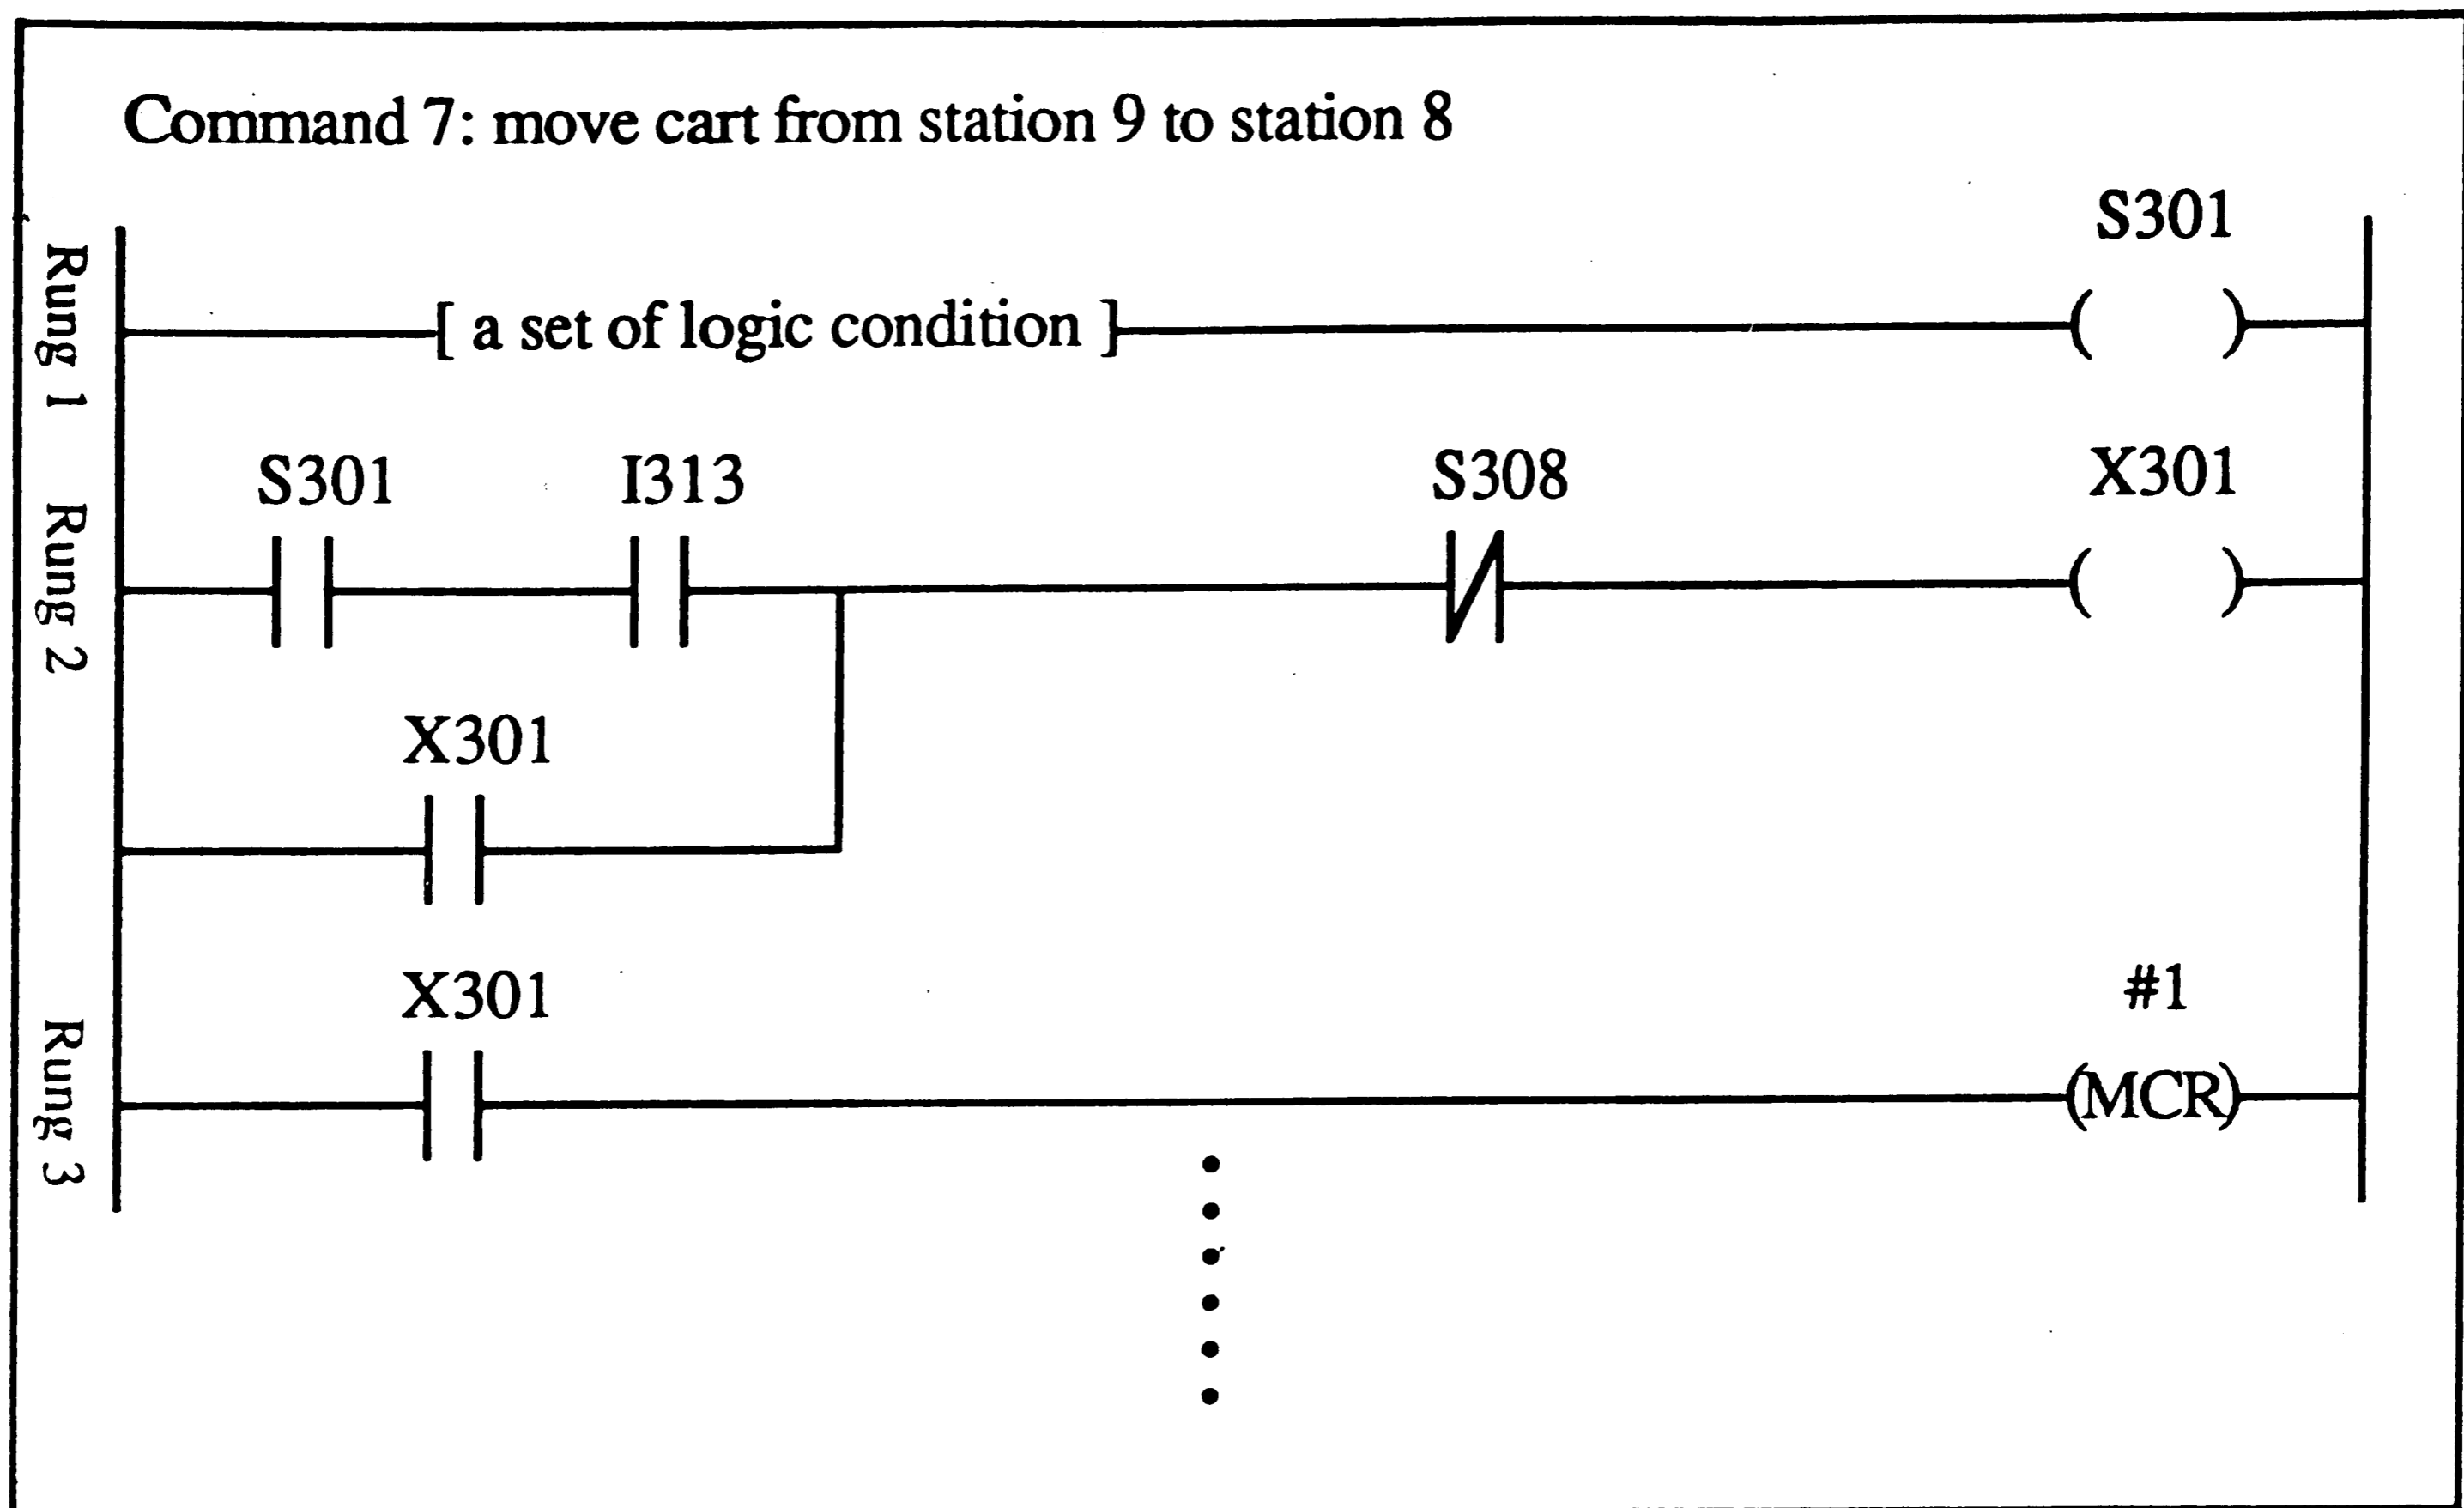 Command 7: move cart from station 9 to station 8
S301
Rung 1
[ a set of logic condition ]
( )
S301 I313 S308 X301
Rung 2
( )
X301
X301 #1
Rung 3
(MCR)